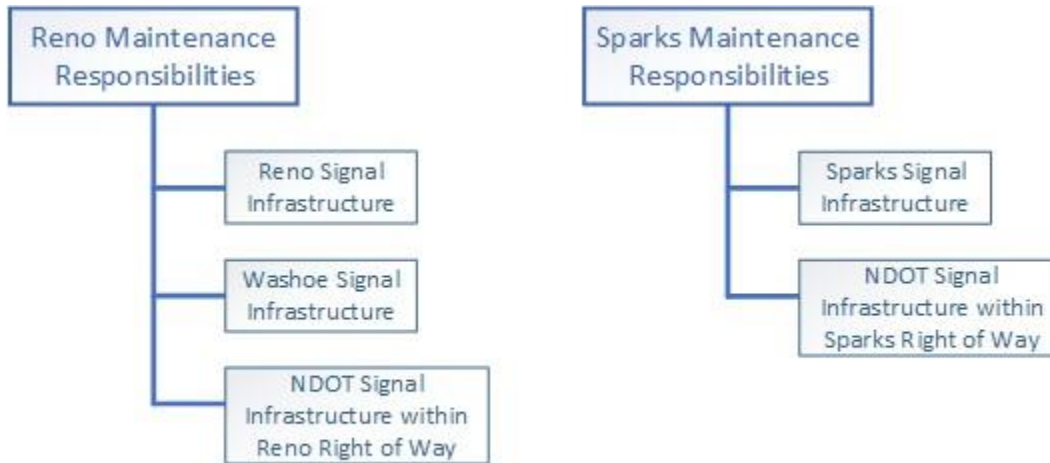 Reno Maintenance
Responsibilities
Reno Signal
Infrastructure
Washoe Signal
Infrastructure
NDOT Signal
Infrastructure within
Reno Right of Way
Sparks Maintenance
Responsibilities
Sparks Signal
Infrastructure
NDOT Signal
Infrastructure within
Sparks Right of Way